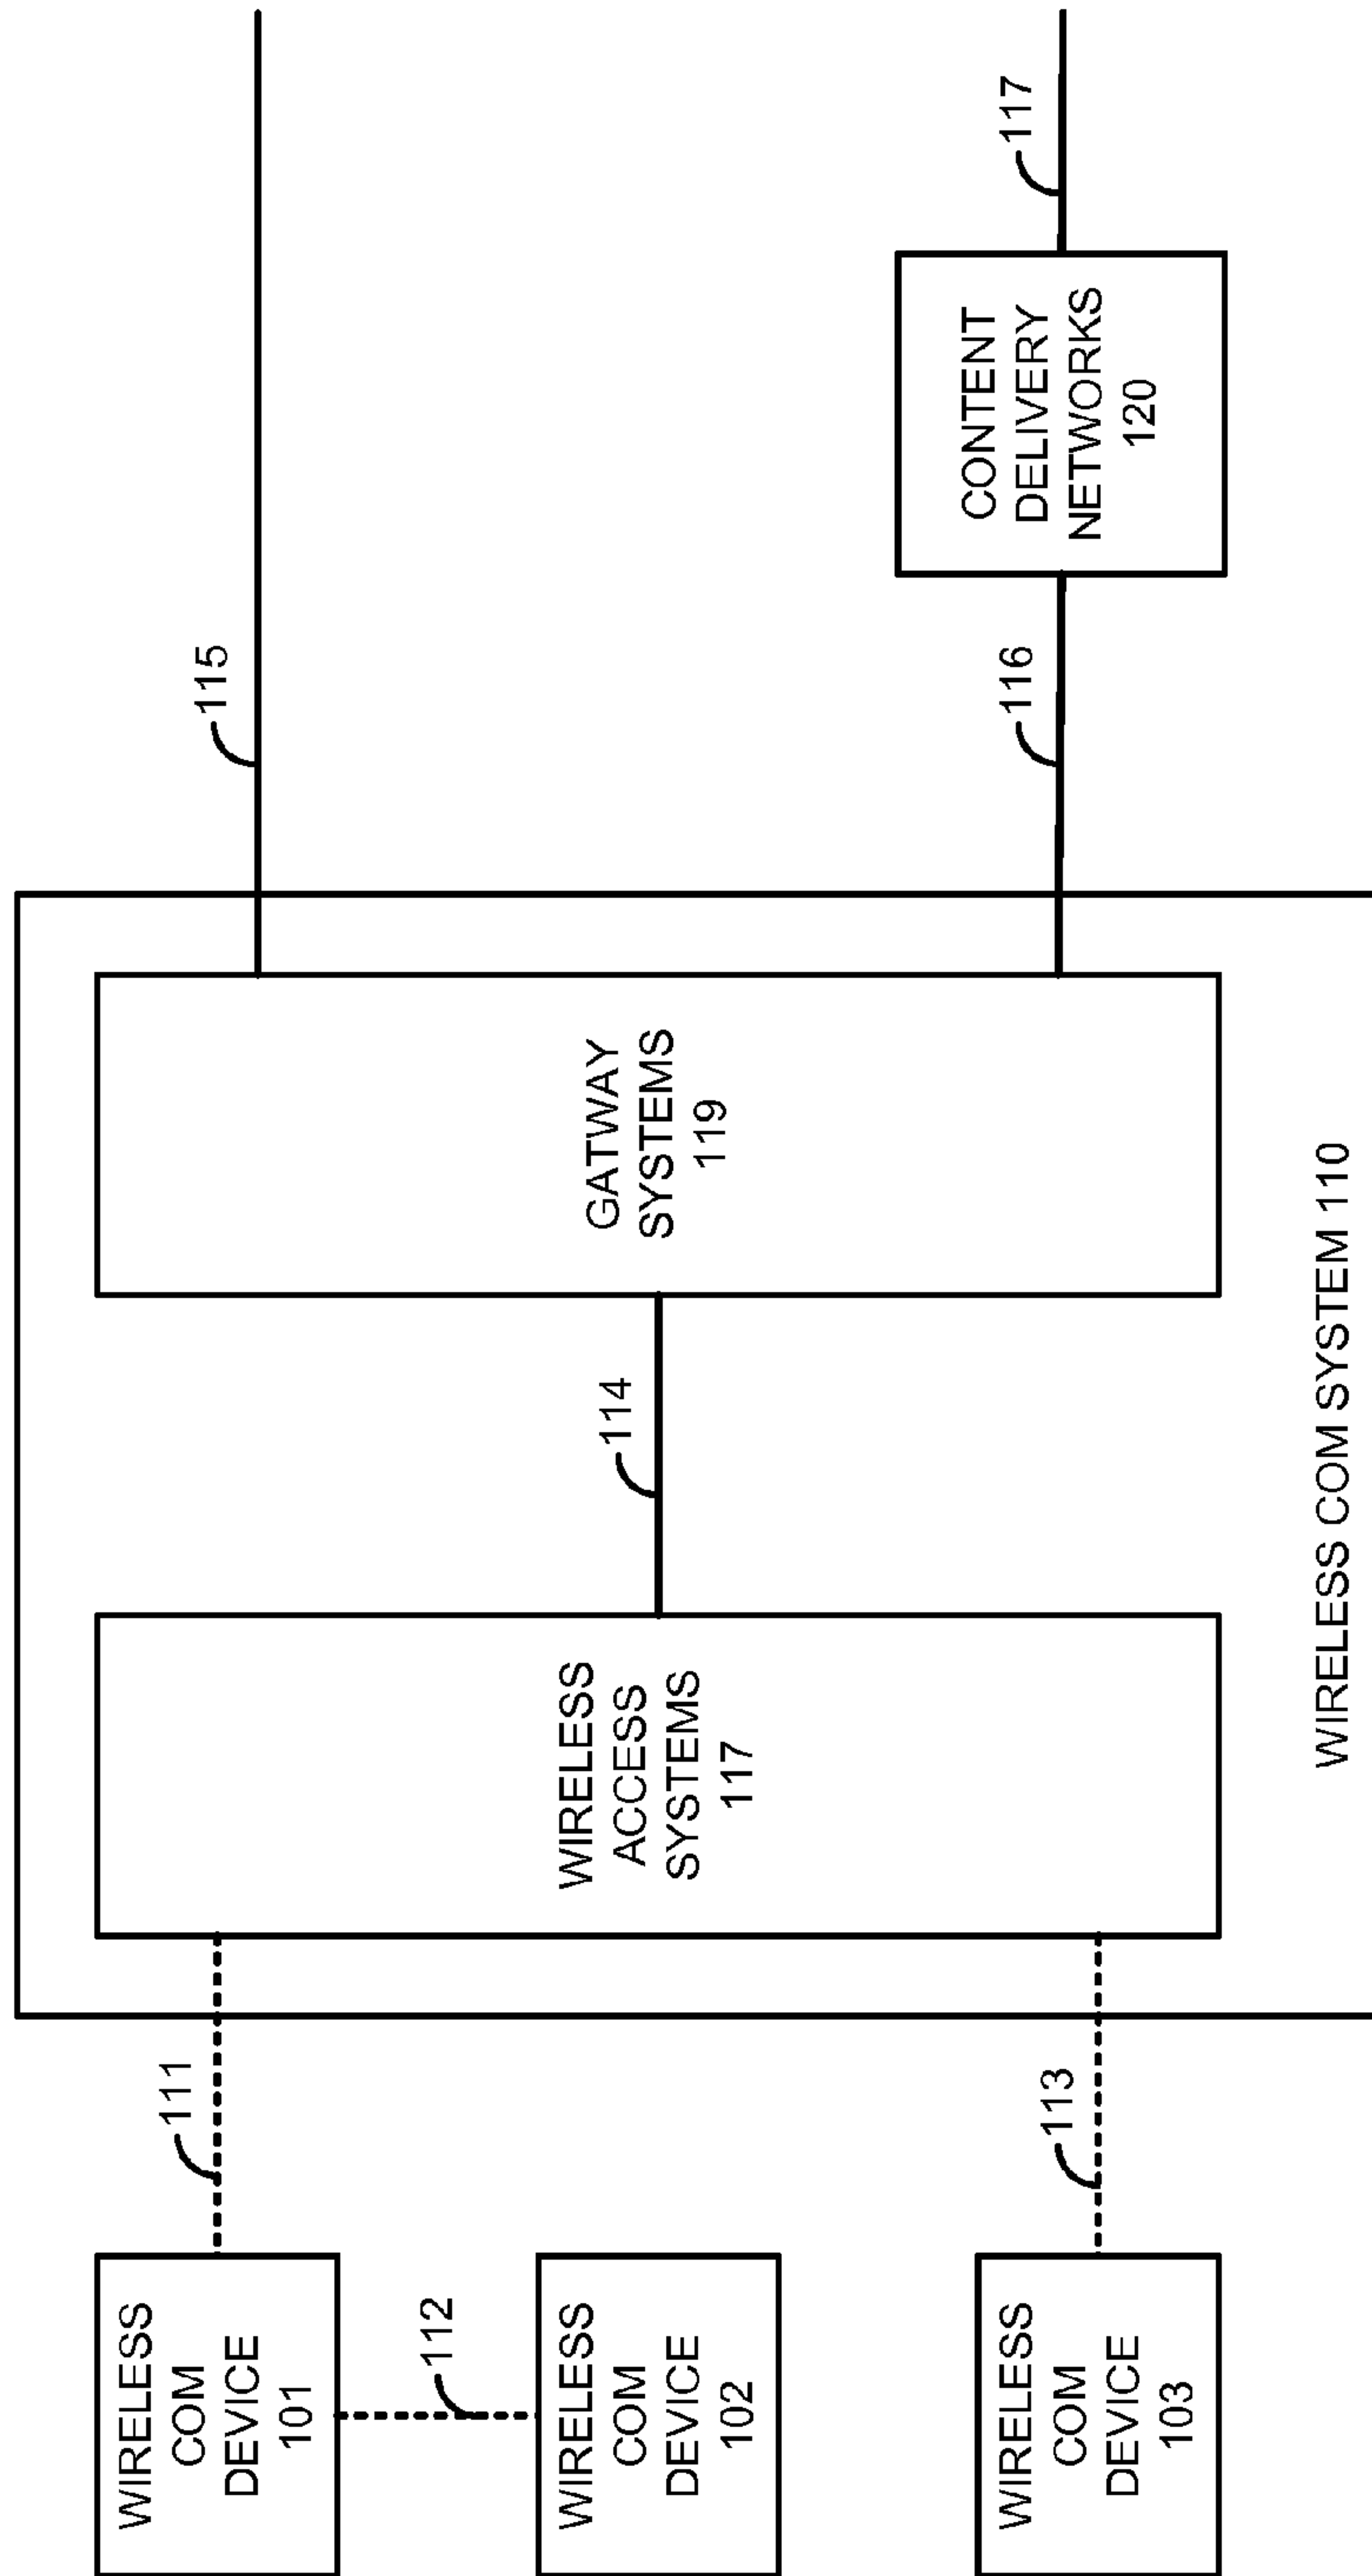 WIRELESS
COM
DEVICE
101
111
112
WIRELESS
COM
DEVICE
102
WIRELESS
COM
DEVICE
103
113
WIRELESS
ACCESS
SYSTEMS
117
114
GATWAY
SYSTEMS
119
WIRELESS COM SYSTEM 110
115
116
CONTENT
DELIVERY
NETWORKS
120
117